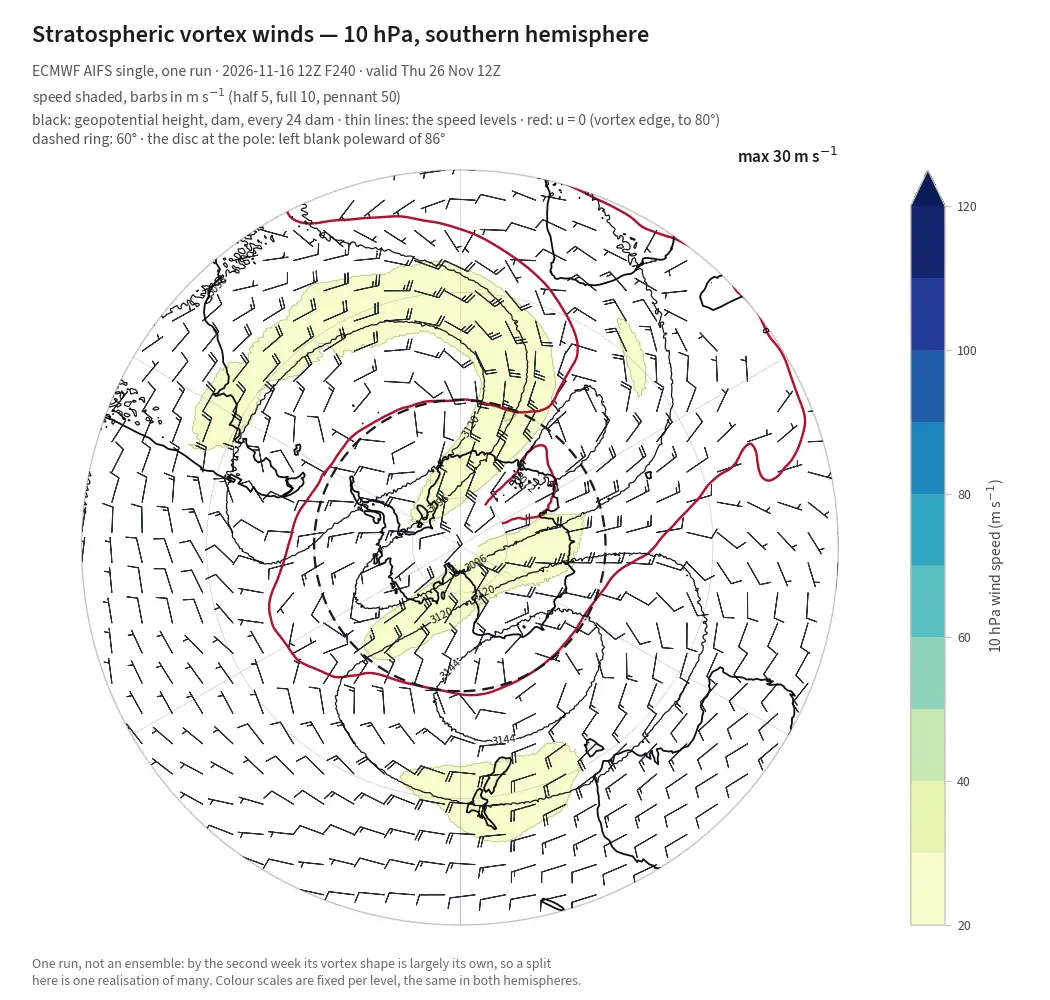 Stratospheric vortex winds — 10 hPa, southern hemisphere
ECMWF AIFS single, one run · 2026-11-16 12Z F240 · valid Thu 26 Nov 12Z
speed shaded, barbs in m s⁻¹ (half 5, full 10, pennant 50)
black: geopotential height, dam, every 24 dam · thin lines: the speed levels · red: u = 0 (vortex edge, to 80°)
dashed ring: 60° · the disc at the pole: left blank poleward of 86°
max 30 m s⁻¹
120
100
80
60
40
20
10 hPa wind speed (m s⁻¹)
3120
3096
3120
3120
3144
3144
One run, not an ensemble: by the second week its vortex shape is largely its own, so a split
here is one realisation of many. Colour scales are fixed per level, the same in both hemispheres.